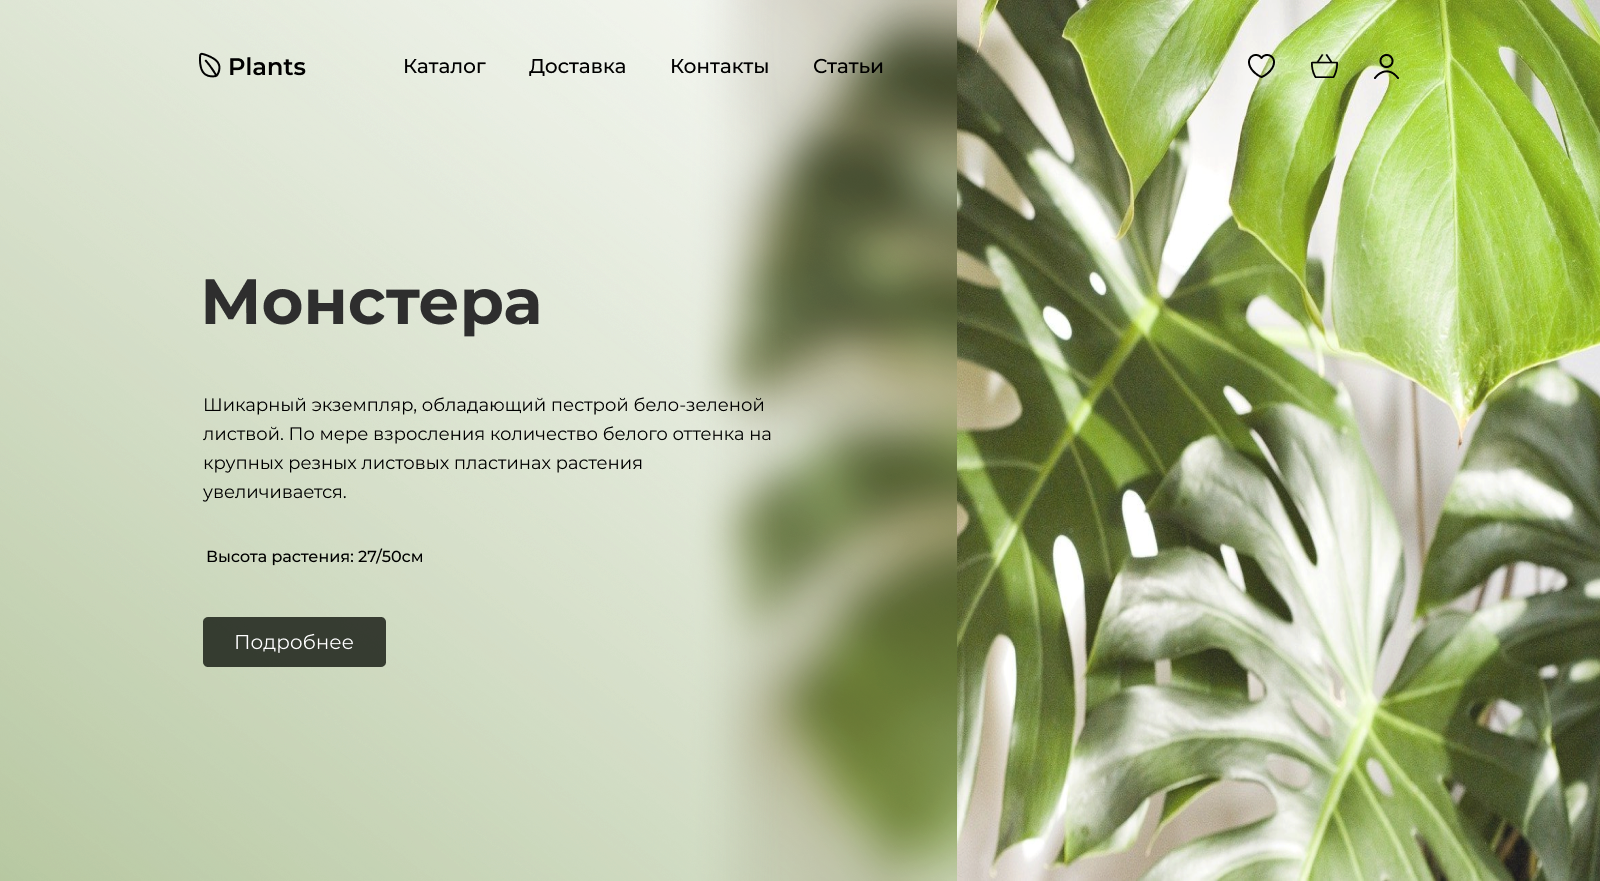 Plants
Каталог
Доставка
Контакты
Статьи
Монстера
Шикарный экземпляр, обладающий пестрой бело-зеленой
листвой. По мере взросления количество белого оттенка на
крупных резных листовых пластинах растения
увеличивается.
Высота растения: 27/50см
Подробнее